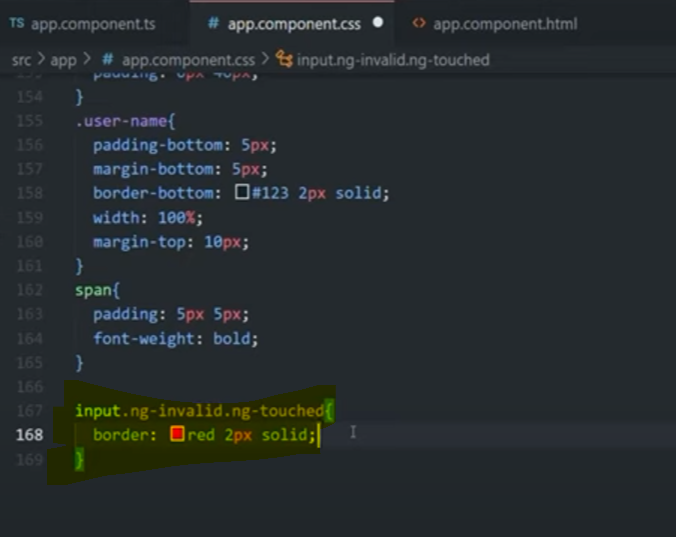 TS app.component.ts # app.component.css ● <> app.component.html
src > app > # app.component.css > input.ng-invalid.ng-touched
154 }
155 .user-name{
156 padding-bottom: 5px;
157 margin-bottom: 5px;
158 border-bottom: #123 2px solid;
159 width: 100%;
160 margin-top: 10px;
161 }
162 span{
163 padding: 5px 5px;
164 font-weight: bold;
165 }
166
167 input.ng-invalid.ng-touched{
168 border: red 2px solid;
169 }